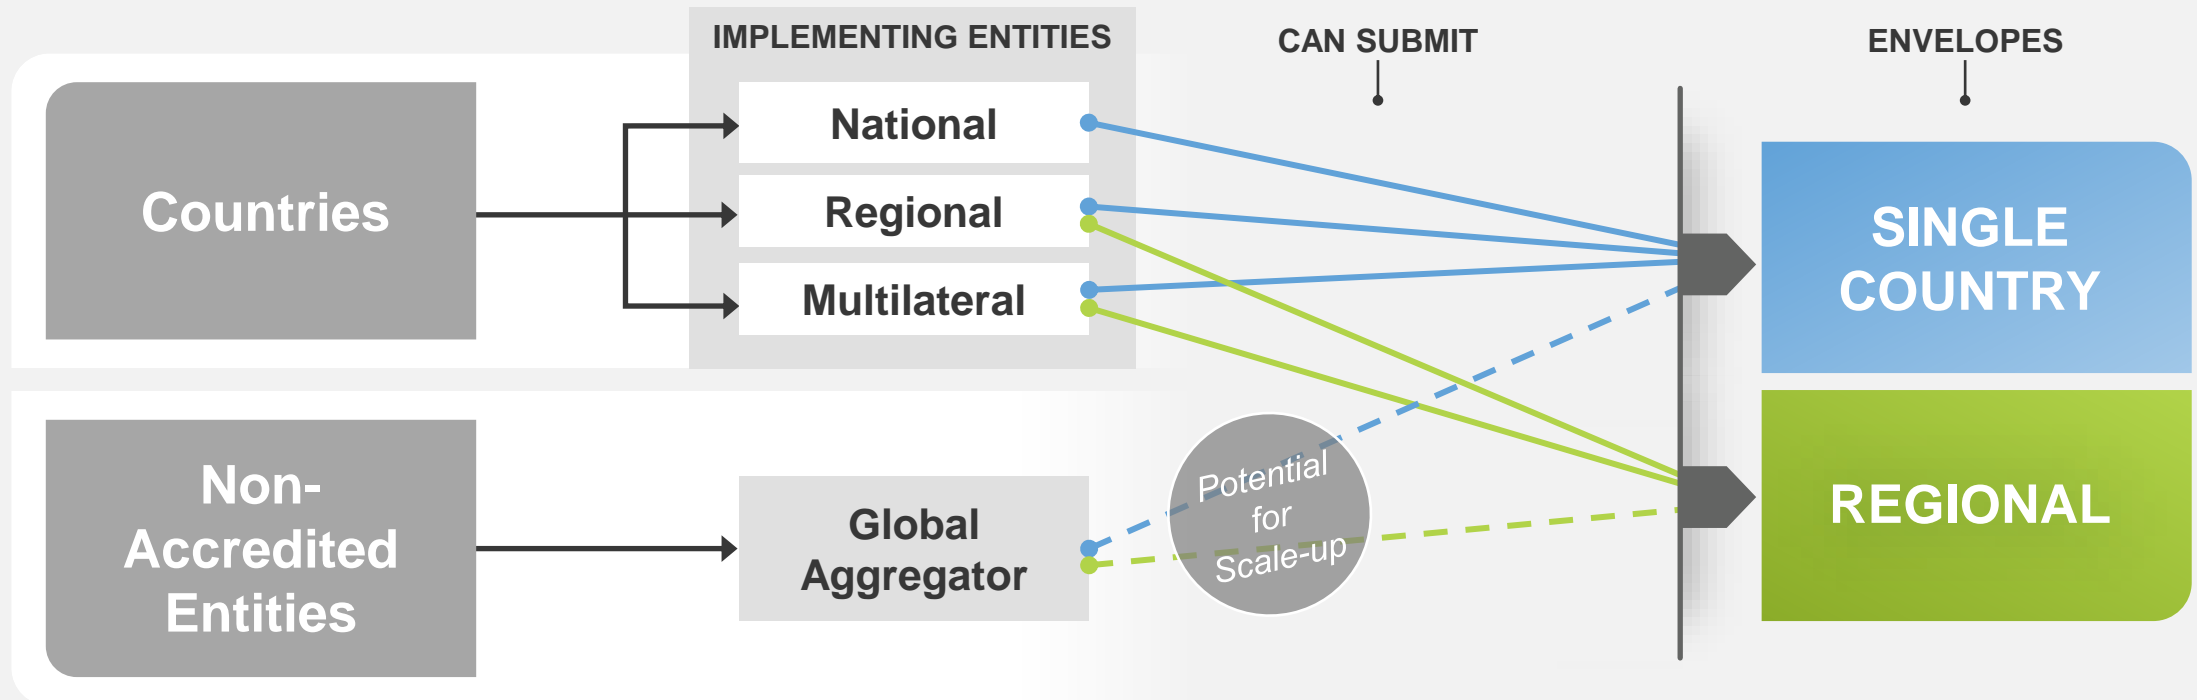 IMPLEMENTING ENTITIES
CAN SUBMIT
ENVELOPES
Countries
National
Regional
Multilateral
SINGLE
COUNTRY
Non-
Accredited
Entities
Global
Aggregator
Potential
for
Scale-up
REGIONAL